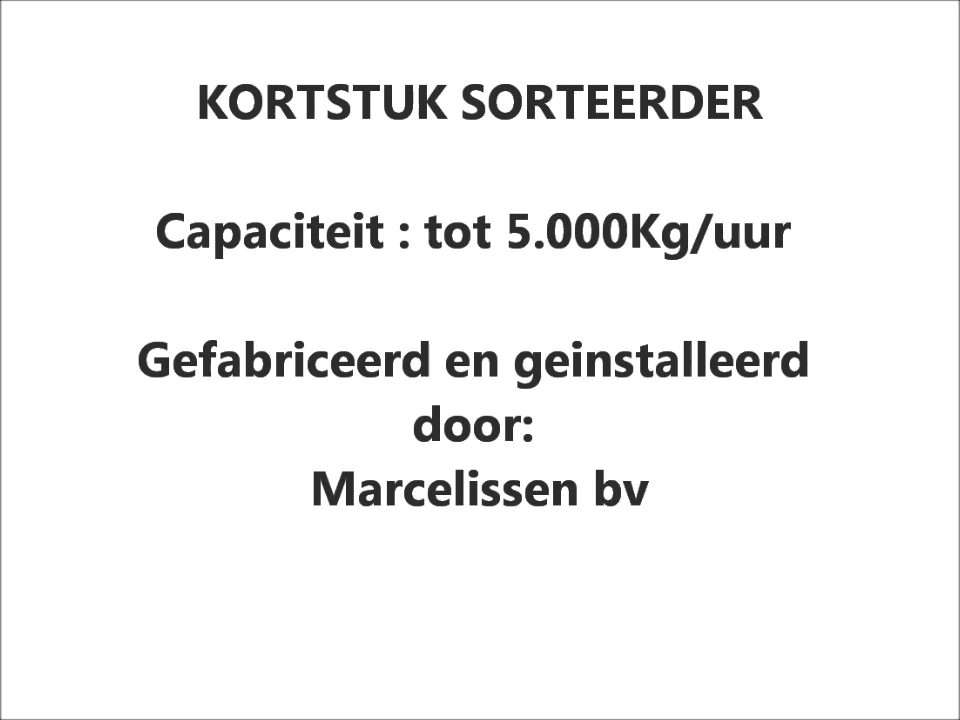 KORTSTUK SORTEERDER
Capaciteit : tot 5.000Kg/uur
Gefabriceerd en geinstalleerd
door:
Marcelissen bv